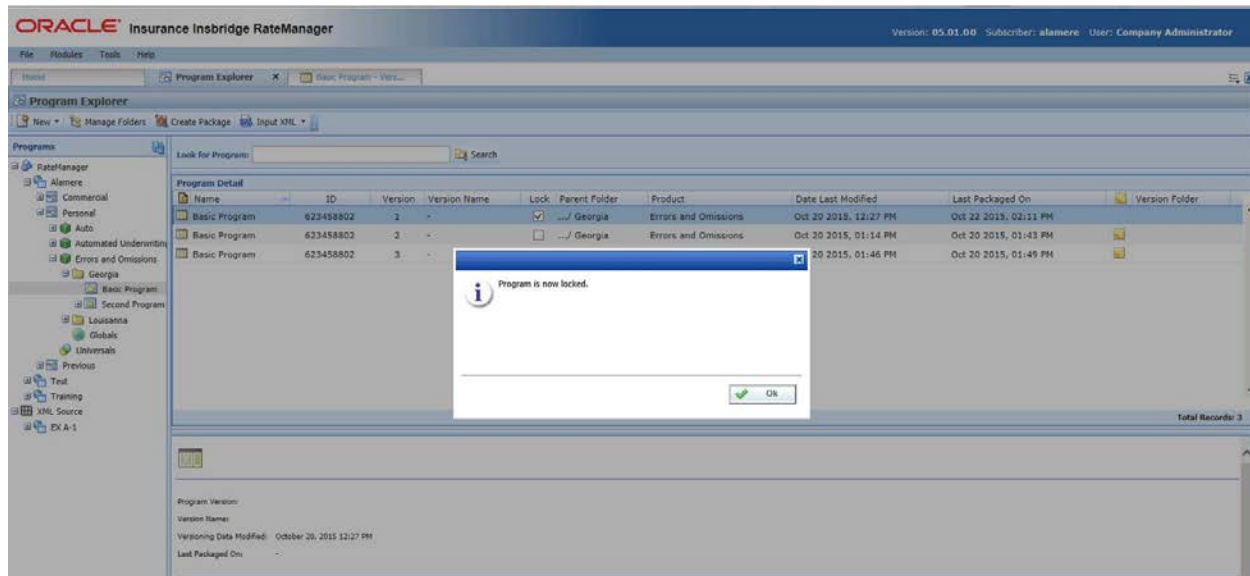 ORACLE® Insurance Insbridge RateManager
Version: 05.01.00 Subscriber: alamere User: Company Administrator
File Modules Tools Help
Home Program Explorer Basic Program - Vers...
Program Explorer
New Manage Folders Create Package Input XML
Programs
Look for Program: Search
RateManager
Alamere
Commercial
Personal
Auto
Automated Underwriting
Errors and Omissions
Georgia
Basic Program
Second Program
Louisanna
Globals
Universals
Previous
Test
Training
XML Source
EX A-1
Program Detail
Name ID Version Version Name Lock Parent Folder Product Date Last Modified Last Packaged On Version Folder
Basic Program 623458802 1 - .../ Georgia Errors and Omissions Oct 20 2015, 12:27 PM Oct 22 2015, 02:11 PM
Basic Program 623458802 2 - .../ Georgia Errors and Omissions Oct 20 2015, 01:14 PM Oct 20 2015, 01:43 PM
Basic Program 623458802 3 - 20 2015, 01:46 PM Oct 20 2015, 01:49 PM
Program is now locked.
Ok
Total Records: 3
Program Version:
Version Name:
Versioning Data Modified: October 20, 2015 12:27 PM
Last Packaged On: -